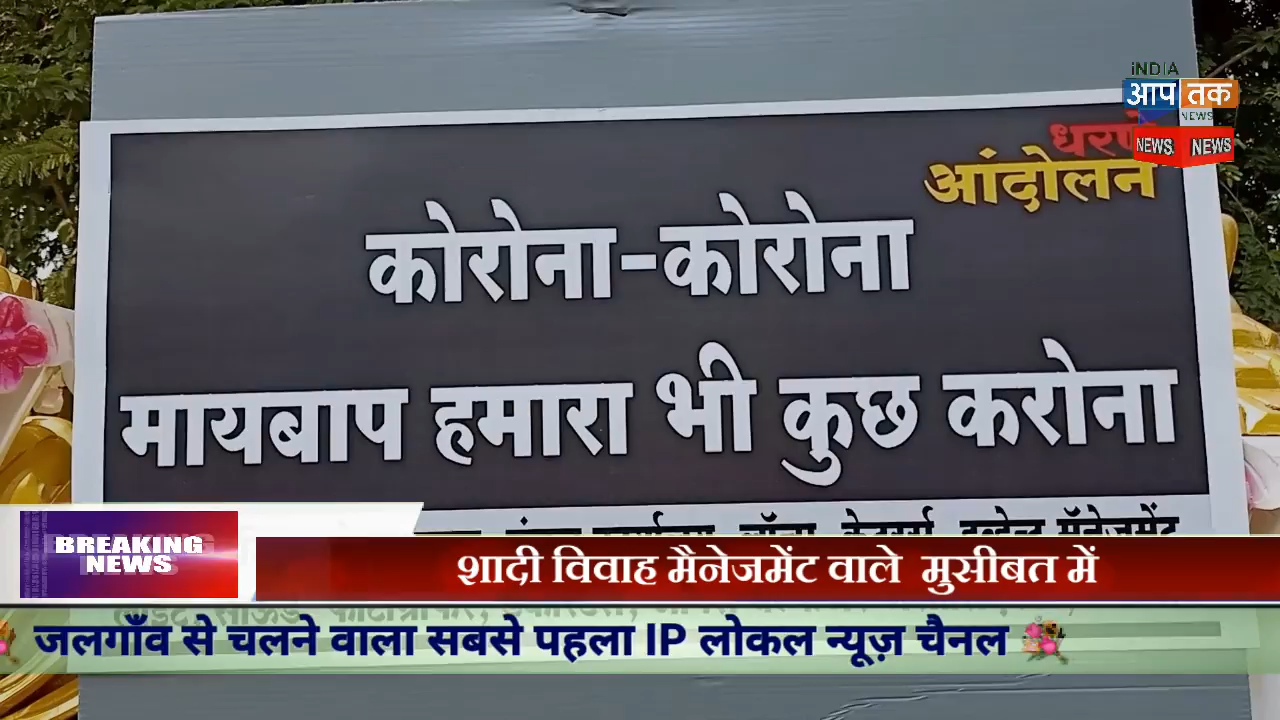 INDIA
आप तक
NEWS
NEWS. NEWS
आंदोलन
कोरोना-कोरोना
मायबाप हमारा भी कुछ करोना
BREAKING
NEWS
शादी विवाह मैनेजमेंट वाले मुसीबत में
जलगाँव से चलने वाला सबसे पहला IP लोकल न्यूज़ चैनल